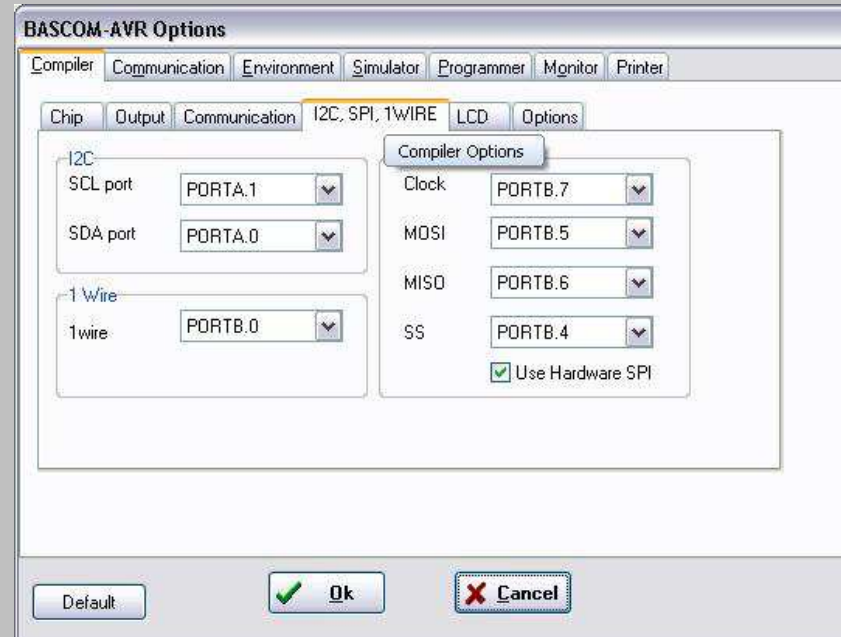 BASCOM-AVR Options
Compiler Communication Environment Simulator Programmer Monitor Printer
Chip Output Communication I2C, SPI, 1WIRE LCD Options
Compiler Options
I2C
SCL port PORTA.1
SDA port PORTA.0
1 Wire
1wire PORTB.0
Clock PORTB.7
MOSI PORTB.5
MISO PORTB.6
SS PORTB.4
Use Hardware SPI
Default Ok Cancel